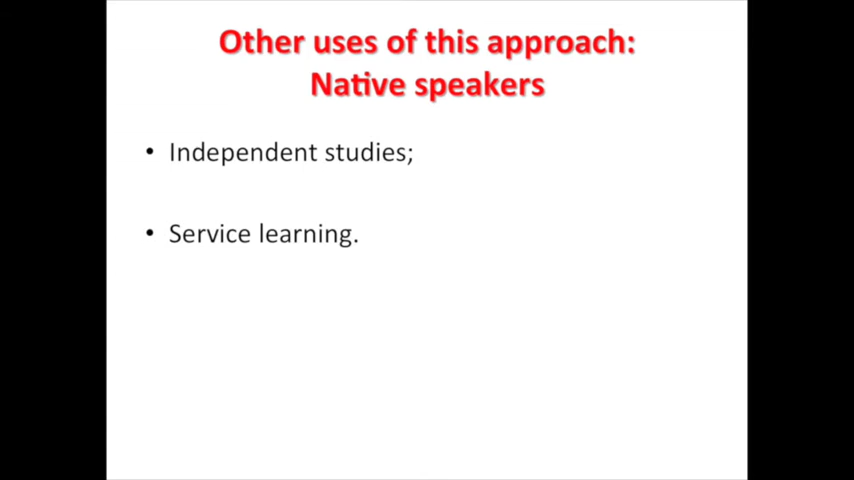 Other uses of this approach:
Native speakers
• Independent studies;
• Service learning.